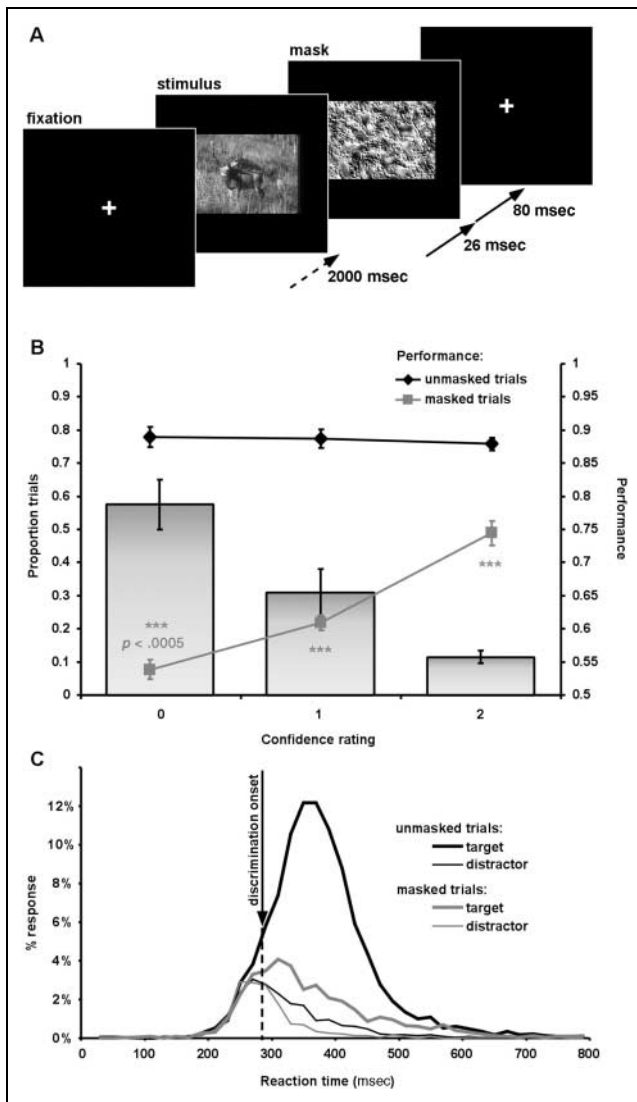 A
fixation
stimulus
mask
80 msec
26 msec
2000 msec
B
Performance:
unmasked trials
masked trials
1
0.9
0.8
0.7
0.6
0.5
0.4
0.3
0.2
0.1
0
Proportion trials
1
0.95
0.9
0.85
0.8
0.75
0.7
0.65
0.6
0.55
0.5
Performance
***
p < .0005
***
***
0 1 2
Confidence rating
C
discrimination onset
unmasked trials:
target
distractor
masked trials:
target
distractor
12%
10%
8%
6%
4%
2%
0%
% response
0 100 200 300 400 500 600 700 800
Reaction time (msec)